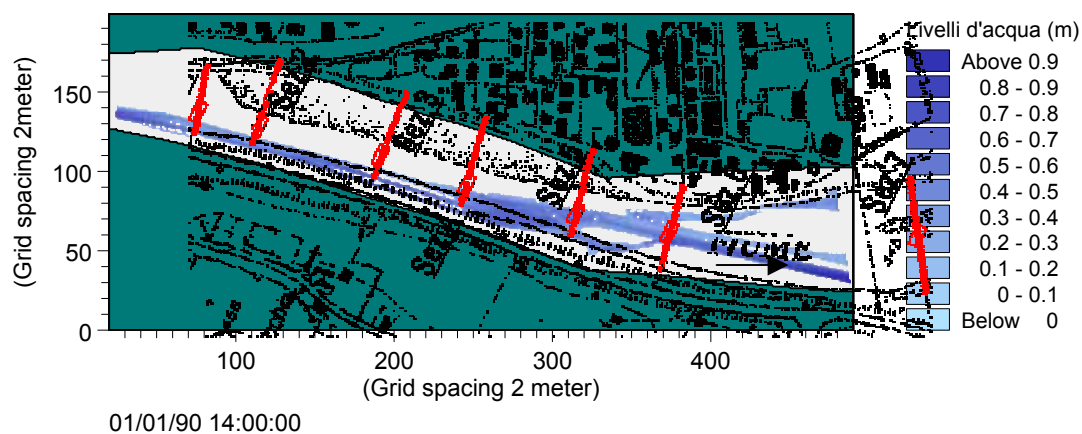 Livelli d'acqua (m)
Above 0.9
0.8 - 0.9
0.7 - 0.8
0.6 - 0.7
0.5 - 0.6
0.4 - 0.5
0.3 - 0.4
0.2 - 0.3
0.1 - 0.2
0 - 0.1
Below 0
(Grid spacing 2meter)
150
100
50
0
FIUME
100
200
300
400
(Grid spacing 2 meter)
01/01/90 14:00:00